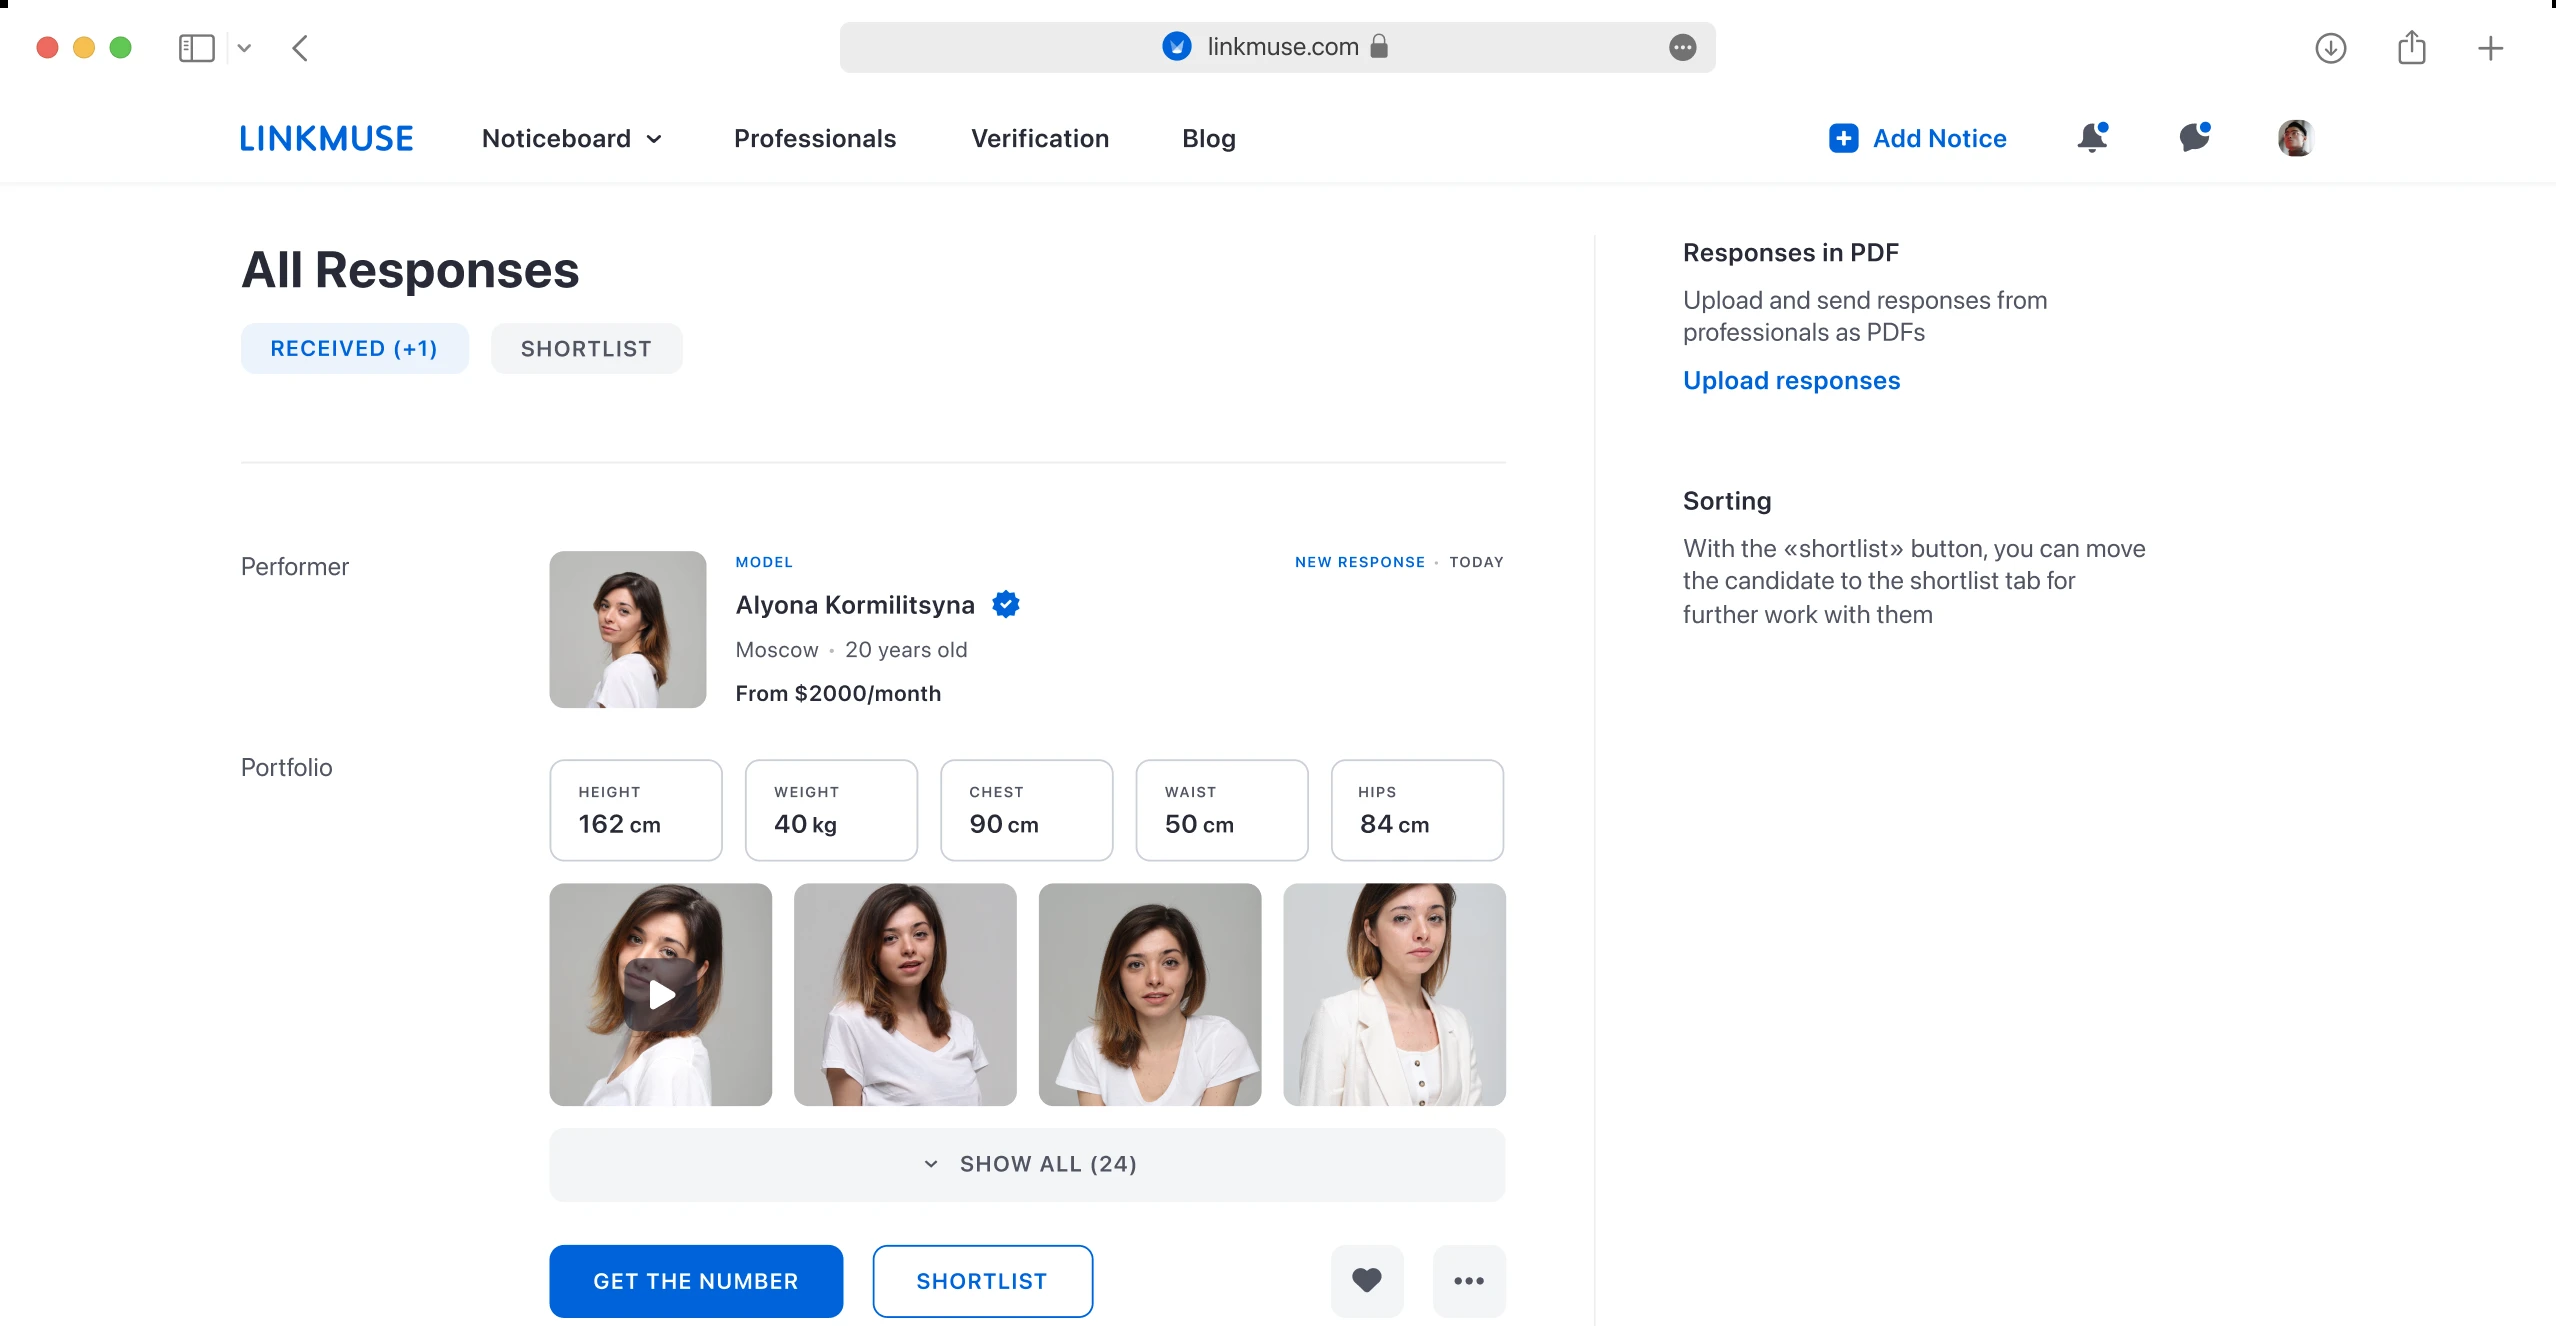 linkmuse.com
LINKMUSE
Noticeboard
Professionals
Verification
Blog
Add Notice
All Responses
RECEIVED (+1)
SHORTLIST
Responses in PDF
Upload and send responses from
professionals as PDFs
Upload responses
Sorting
With the «shortlist» button, you can move
the candidate to the shortlist tab for
further work with them
Performer
MODEL
NEW RESPONSE • TODAY
Alyona Kormilitsyna
Moscow • 20 years old
From $2000/month
Portfolio
HEIGHT
162 cm
WEIGHT
40 kg
CHEST
90 cm
WAIST
50 cm
HIPS
84 cm
SHOW ALL (24)
GET THE NUMBER
SHORTLIST